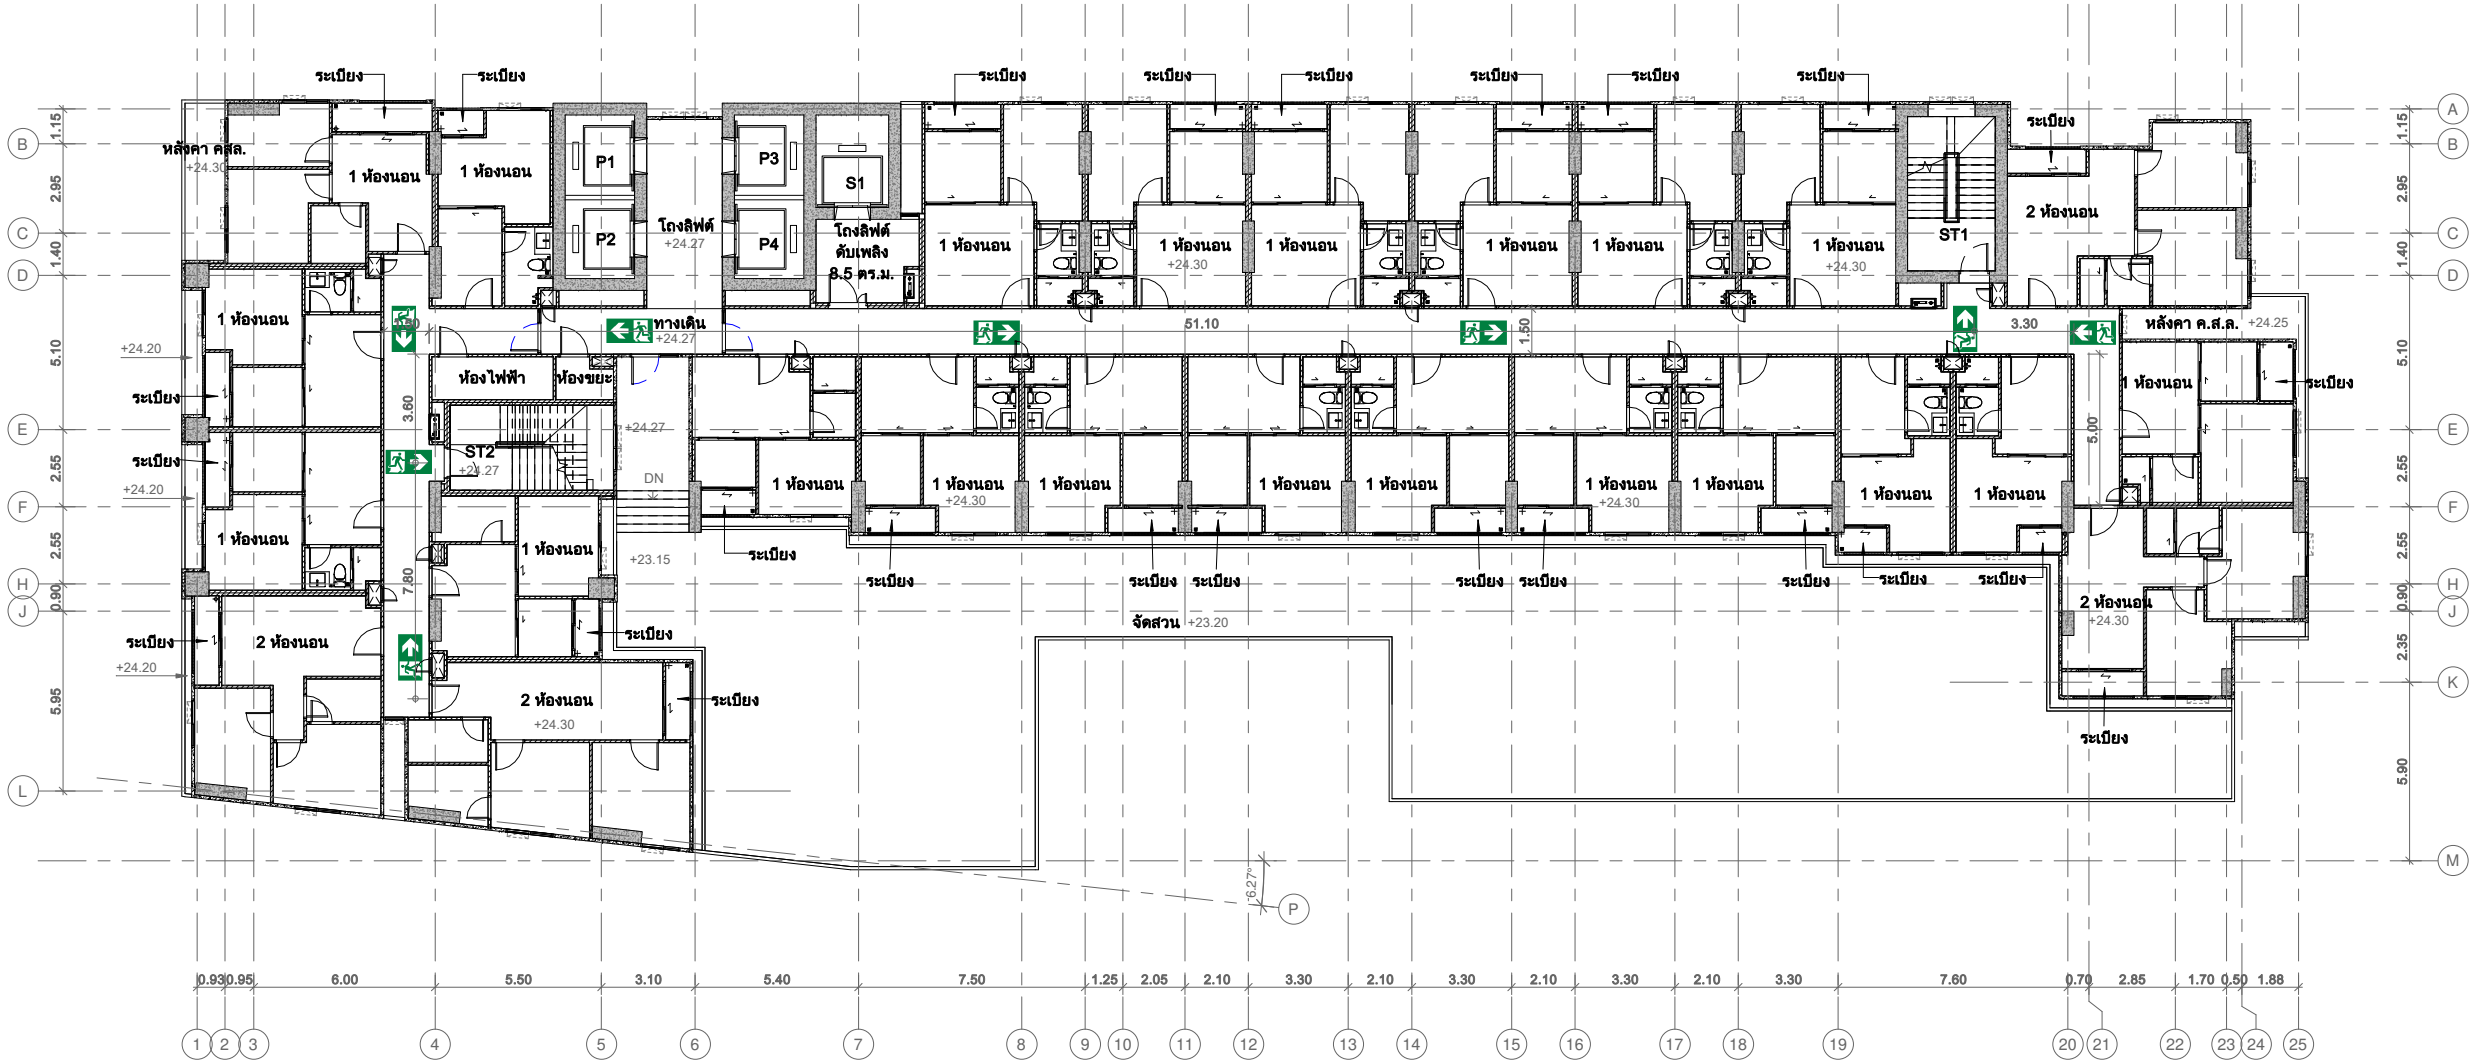 ระเบียง
ระเบียง
ระเบียง
ระเบียง
ระเบียง
ระเบียง
ระเบียง
ระเบียง
A
1.15
1.15
ระเบียง
B
หลังคา คสล.
+24.30
P1
P3
B
1 ห้องนอน
1 ห้องนอน
S1
2.95
2.95
2 ห้องนอน
C
P2
โถงลิฟต์
+24.27
P4
โถงลิฟต์
ดับเพลิง
8.5 ตร.ม.
1 ห้องนอน
1 ห้องนอน
+24.30
1 ห้องนอน
1 ห้องนอน
1 ห้องนอน
1 ห้องนอน
+24.30
ST1
C
1.40
1.40
D
D
1 ห้องนอน
1.50
ทางเดิน
+24.27
51.10
1.50
3.30
หลังคา ค.ส.ล.
+24.25
+24.20
5.10
5.10
ห้องไฟฟ้า
ห้องขยะ
1 ห้องนอน
ระเบียง
ระเบียง
3.60
E
+24.27
5.00
E
ระเบียง
ST2
+24.27
DN
2.55
2.55
+24.20
1 ห้องนอน
1 ห้องนอน
+24.30
1 ห้องนอน
1 ห้องนอน
1 ห้องนอน
1 ห้องนอน
+24.30
1 ห้องนอน
1 ห้องนอน
1 ห้องนอน
F
F
1 ห้องนอน
1 ห้องนอน
ระเบียง
+23.15
2.55
2.55
ระเบียง
ระเบียง
ระเบียง
ระเบียง
ระเบียง
ระเบียง
ระเบียง
ระเบียง
H
7.80
H
0.90
0.90
J
2 ห้องนอน
+24.30
J
ระเบียง
2 ห้องนอน
ระเบียง
จัดสวน +23.20
+24.20
2.35
5.95
2 ห้องนอน
+24.30
ระเบียง
K
ระเบียง
5.90
L
M
6.27°
P
0.93
0.95
6.00
5.50
3.10
5.40
7.50
1.25
2.05
2.10
3.30
2.10
3.30
2.10
3.30
2.10
3.30
7.60
0.70
2.85
1.70
0.50
1.88
1
2
3
4
5
6
7
8
9
10
11
12
13
14
15
16
17
18
19
20
21
22
23
24
25